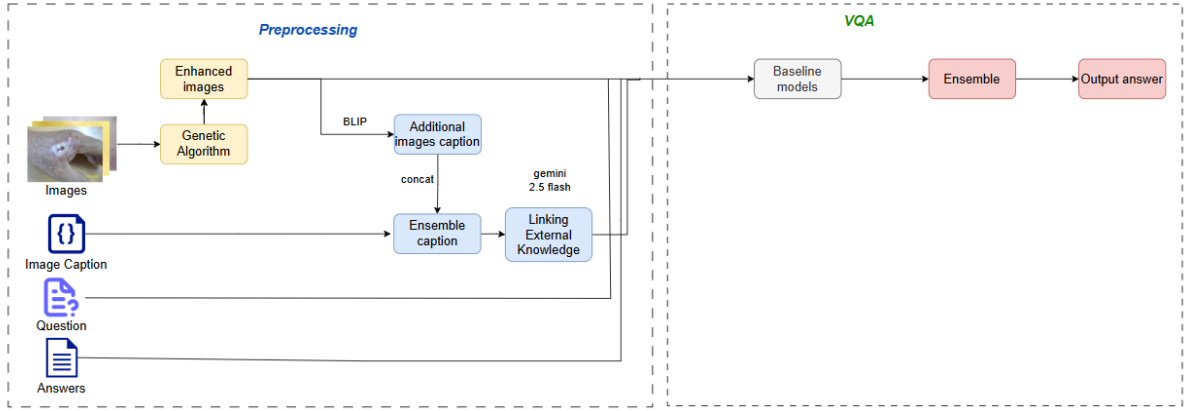 Preprocessing
VQA
Enhanced
images
Baseline
models
Ensemble
Output answer
BLIP
Additional
images caption
Genetic
Algorithm
Images
concat
gemini
2.5 flash
Ensemble
caption
Linking
External
Knowledge
{}
Image Caption
?
Question
Answers